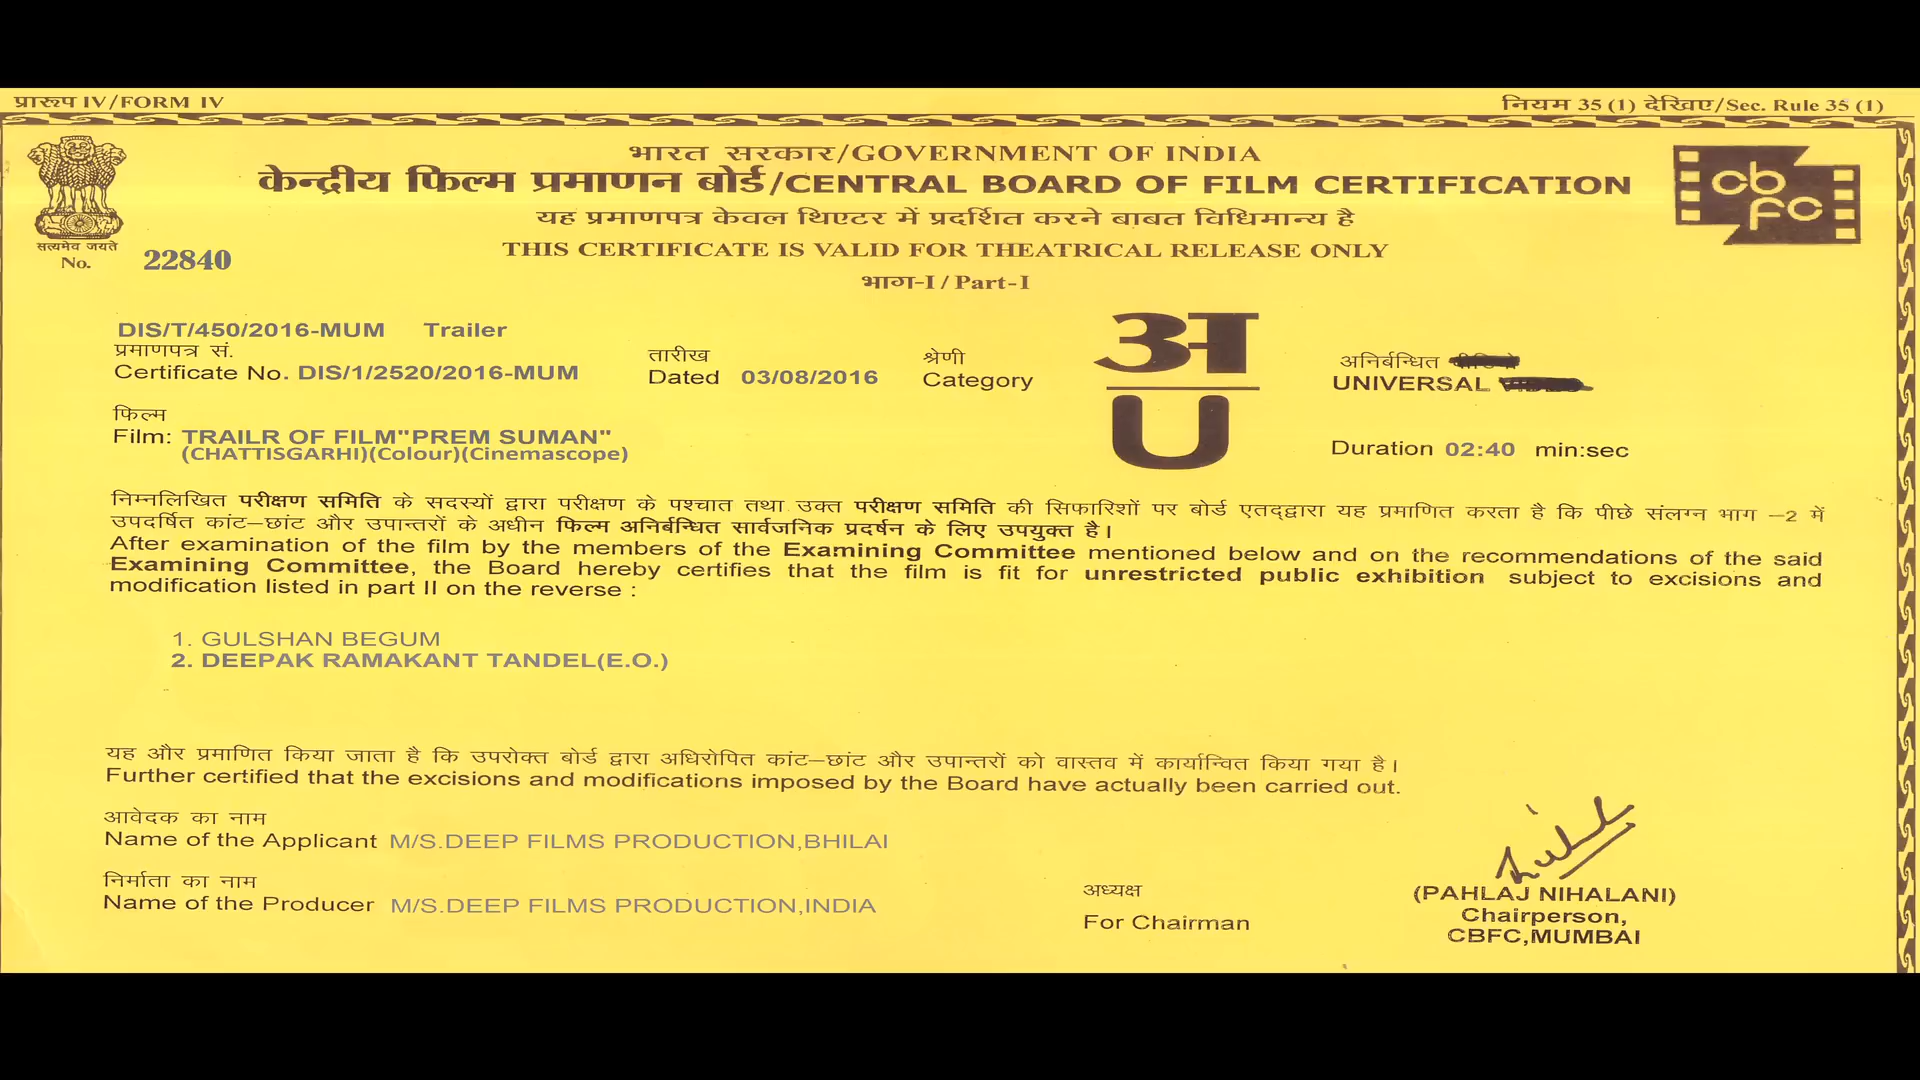 प्रारूप IV/FORM IV
नियम 35 (1) देखिए/Sec. Rule 35 (1)
भारत सरकार/GOVERNMENT OF INDIA
केन्द्रीय फिल्म प्रमाणन बोर्ड/CENTRAL BOARD OF FILM CERTIFICATION
cb
fc
यह प्रमाणपत्र केवल थिएटर में प्रदर्शित करने बाबत विधिमान्य है
सत्यमेव जयते
THIS CERTIFICATE IS VALID FOR THEATRICAL RELEASE ONLY
No. 22840
भाग-I / Part-I
DIS/T/450/2016-MUM Trailer
प्रमाणपत्र सं.
Certificate No. DIS/1/2520/2016-MUM
तारीख
Dated 03/08/2016
श्रेणी
Category
अ
U
अनिर्बन्धित
UNIVERSAL
फिल्म
Film: TRAILR OF FILM"PREM SUMAN"
(CHATTISGARHI)(Colour)(Cinemascope)
Duration 02:40 min:sec
निम्नलिखित परीक्षण समिति के सदस्यों द्वारा परीक्षण के पश्चात तथा उक्त परीक्षण समिति की सिफारिशों पर बोर्ड एतद्द्वारा यह प्रमाणित करता है कि पीछे संलग्न भाग –2 में
उपदर्षित कांट–छांट और उपान्तरों के अधीन फिल्म अनिर्बन्धित सार्वजनिक प्रदर्षन के लिए उपयुक्त है।
After examination of the film by the members of the Examining Committee mentioned below and on the recommendations of the said
Examining Committee, the Board hereby certifies that the film is fit for unrestricted public exhibition subject to excisions and
modification listed in part II on the reverse :
1. GULSHAN BEGUM
2. DEEPAK RAMAKANT TANDEL(E.O.)
यह और प्रमाणित किया जाता है कि उपरोक्त बोर्ड द्वारा अधिरोपित कांट–छांट और उपान्तरों को वास्तव में कार्यान्वित किया गया है।
Further certified that the excisions and modifications imposed by the Board have actually been carried out.
आवेदक का नाम
Name of the Applicant M/S.DEEP FILMS PRODUCTION,BHILAI
निर्माता का नाम
Name of the Producer M/S.DEEP FILMS PRODUCTION,INDIA
अध्यक्ष
For Chairman
(PAHLAJ NIHALANI)
Chairperson,
CBFC,MUMBAI